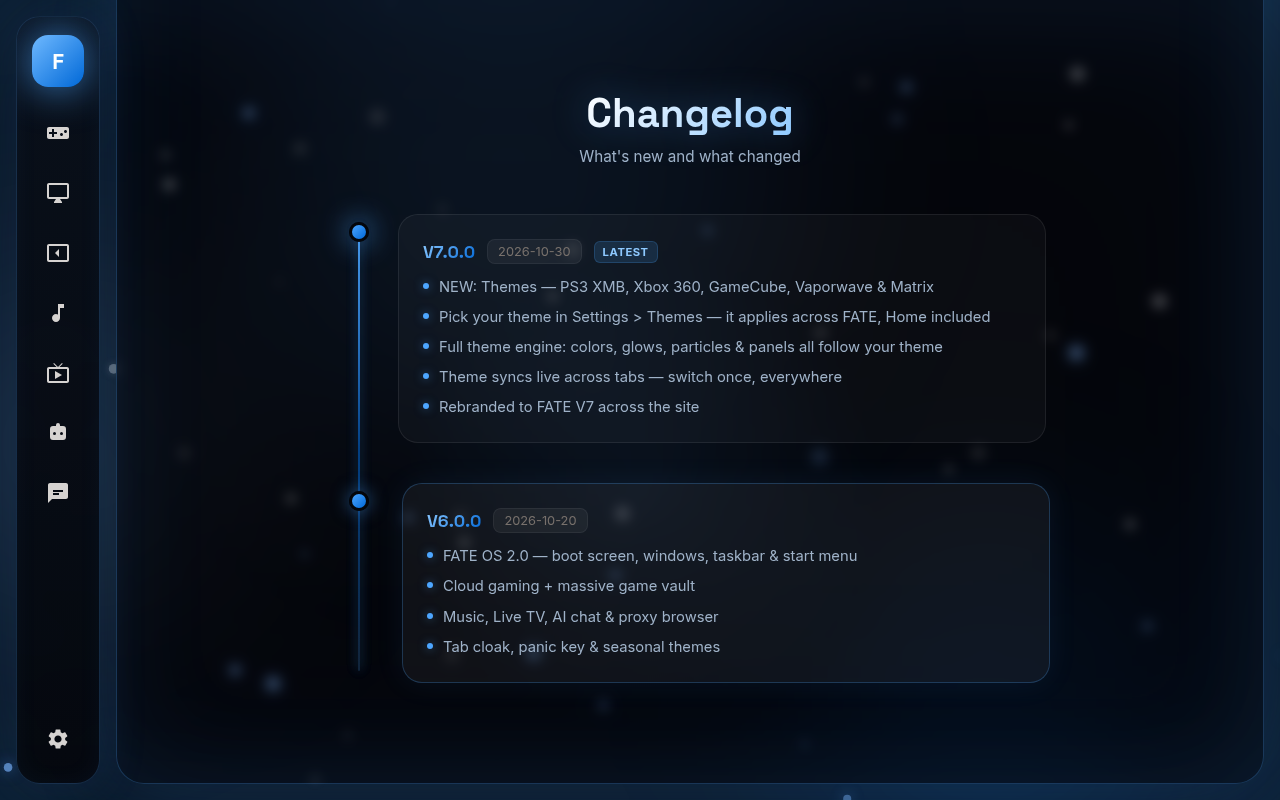 F
Changelog
What's new and what changed
V7.0.0 2026-10-30 LATEST
NEW: Themes — PS3 XMB, Xbox 360, GameCube, Vaporwave & Matrix
Pick your theme in Settings > Themes — it applies across FATE, Home included
Full theme engine: colors, glows, particles & panels all follow your theme
Theme syncs live across tabs — switch once, everywhere
Rebranded to FATE V7 across the site
V6.0.0 2026-10-20
FATE OS 2.0 — boot screen, windows, taskbar & start menu
Cloud gaming + massive game vault
Music, Live TV, AI chat & proxy browser
Tab cloak, panic key & seasonal themes